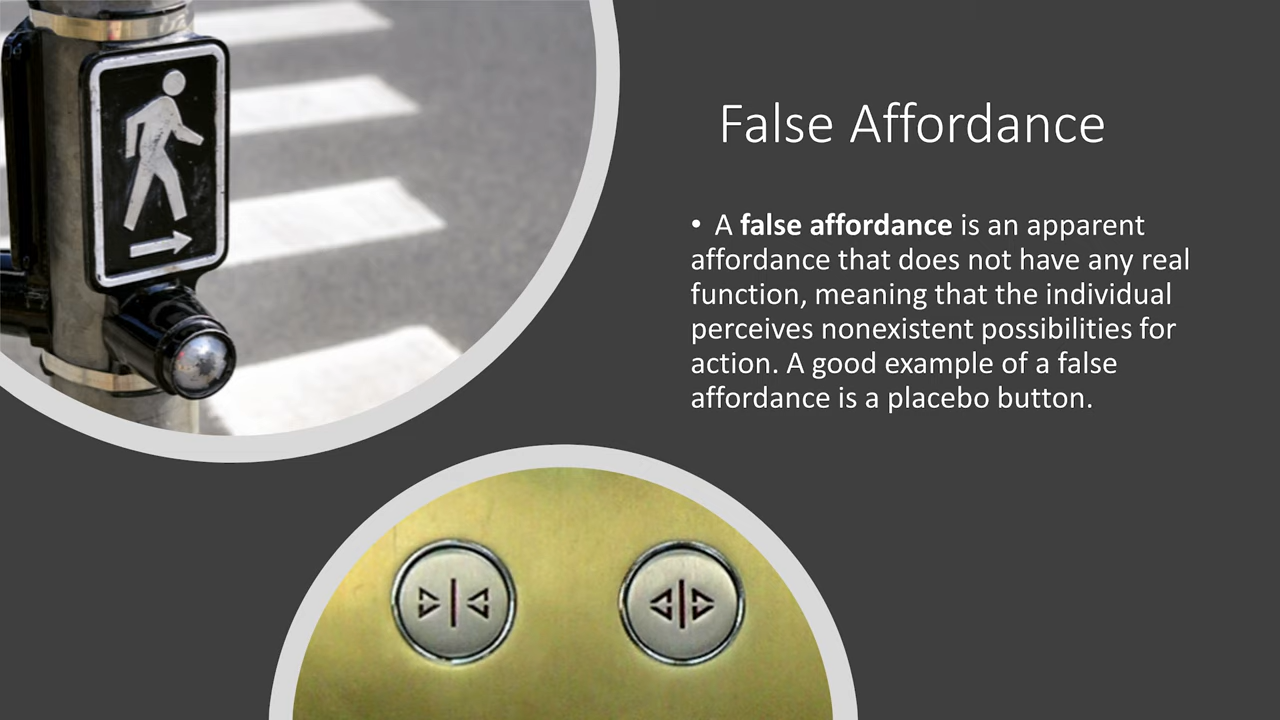 False Affordance
• A false affordance is an apparent
affordance that does not have any real
function, meaning that the individual
perceives nonexistent possibilities for
action. A good example of a false
affordance is a placebo button.